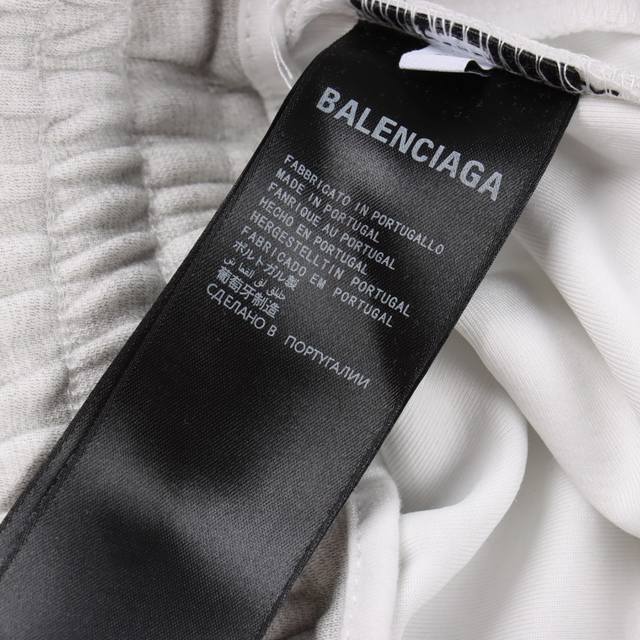 BALENCIAGA
FABBRICATO IN PORTUGALLO
MADE IN PORTUGAL
FANRIQUE AU PORTUGAL
HECHO EN PORTUGAL
HERGESTELLTIN PORTUGAL
FABRICADO EM PORTUGAL
ポルトガル製
葡萄牙制造
СДЕЛАНО В ПОРТУГАЛИИ